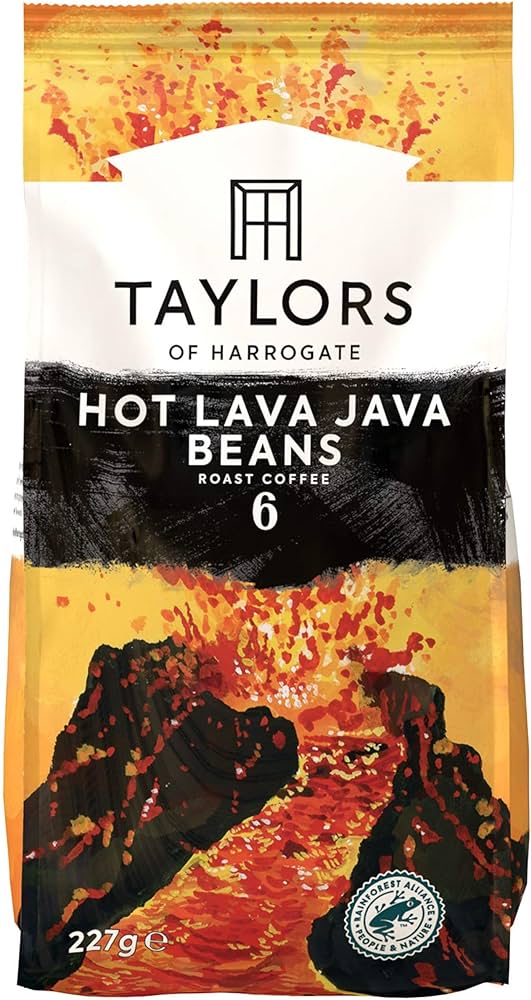 TAYLORS
OF HARROGATE
HOT LAVA JAVA
BEANS
ROAST COFFEE
6
227g ℮
RAINFOREST ALLIANCE
PEOPLE & NATURE